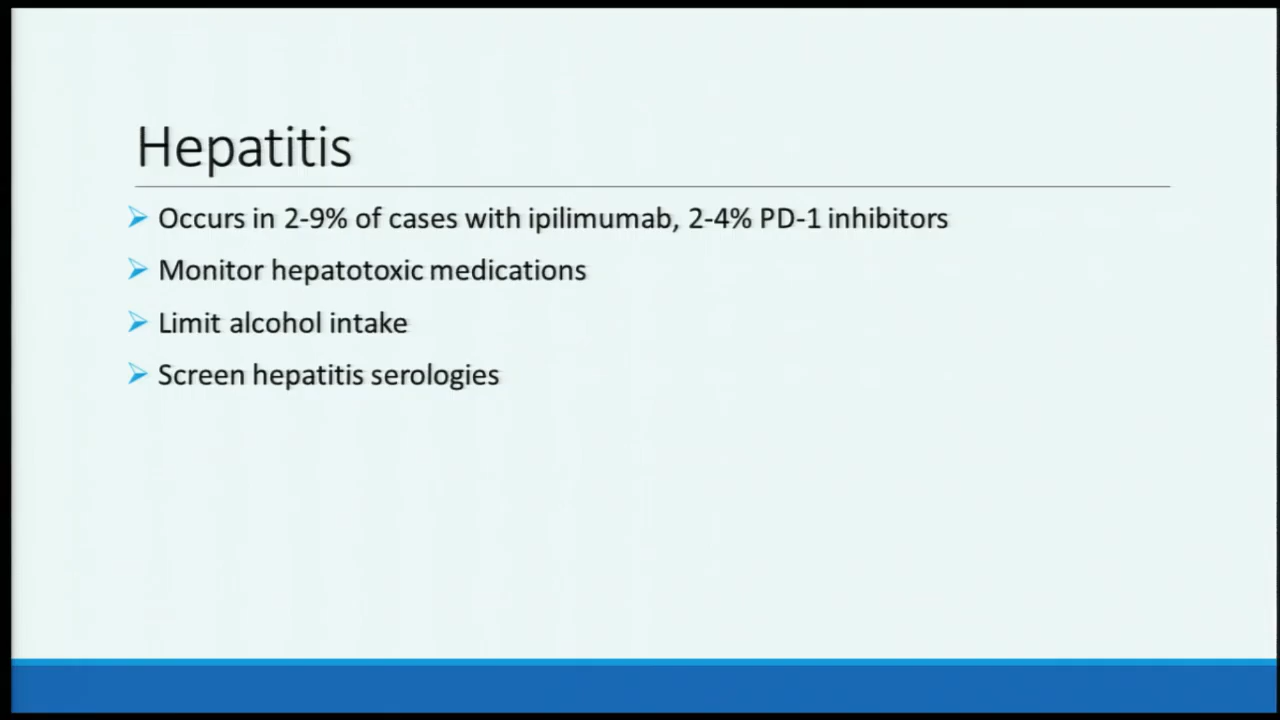 Hepatitis
Occurs in 2-9% of cases with ipilimumab, 2-4% PD-1 inhibitors
Monitor hepatotoxic medications
Limit alcohol intake
Screen hepatitis serologies